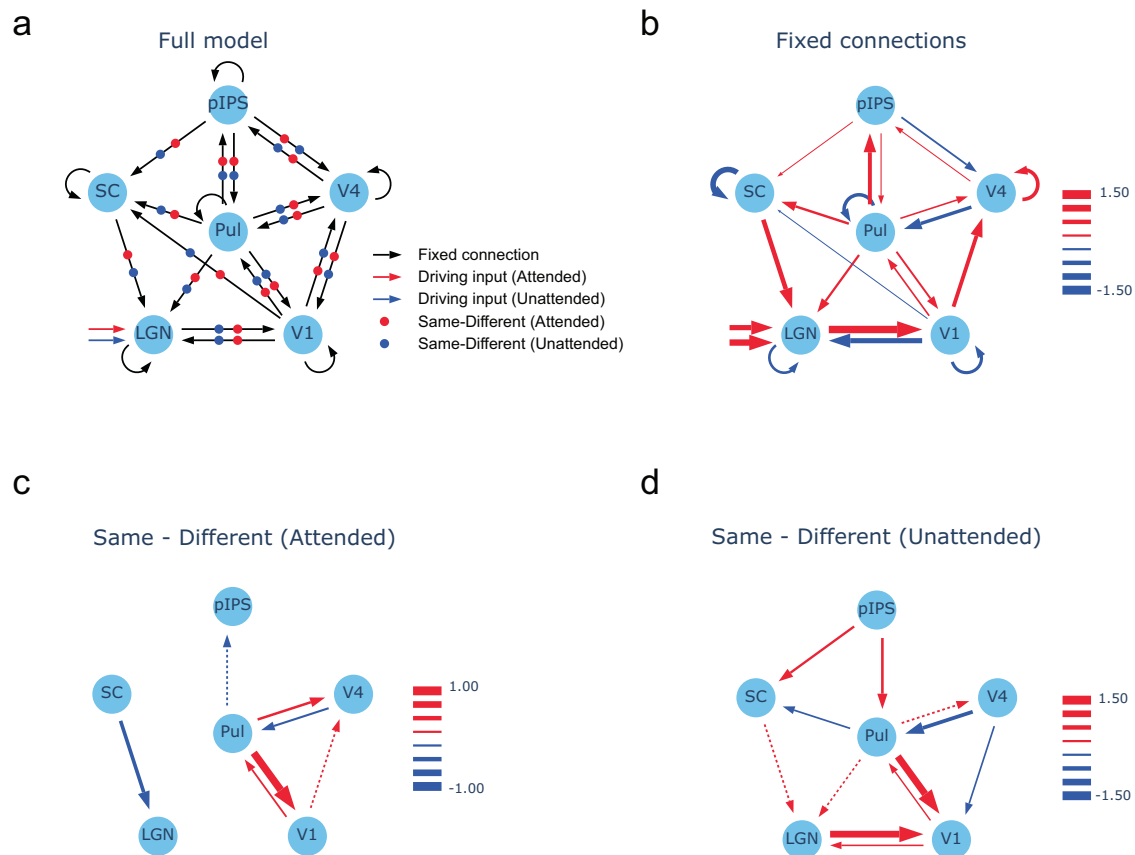 a
Full model
pIPS
SC
V4
Pul
LGN
V1
Fixed connection
Driving input (Attended)
Driving input (Unattended)
Same-Different (Attended)
Same-Different (Unattended)
b
Fixed connections
pIPS
SC
V4
Pul
LGN
V1
1.50
-1.50
c
Same - Different (Attended)
pIPS
SC
V4
Pul
LGN
V1
1.00
-1.00
d
Same - Different (Unattended)
pIPS
SC
V4
Pul
LGN
V1
1.50
-1.50